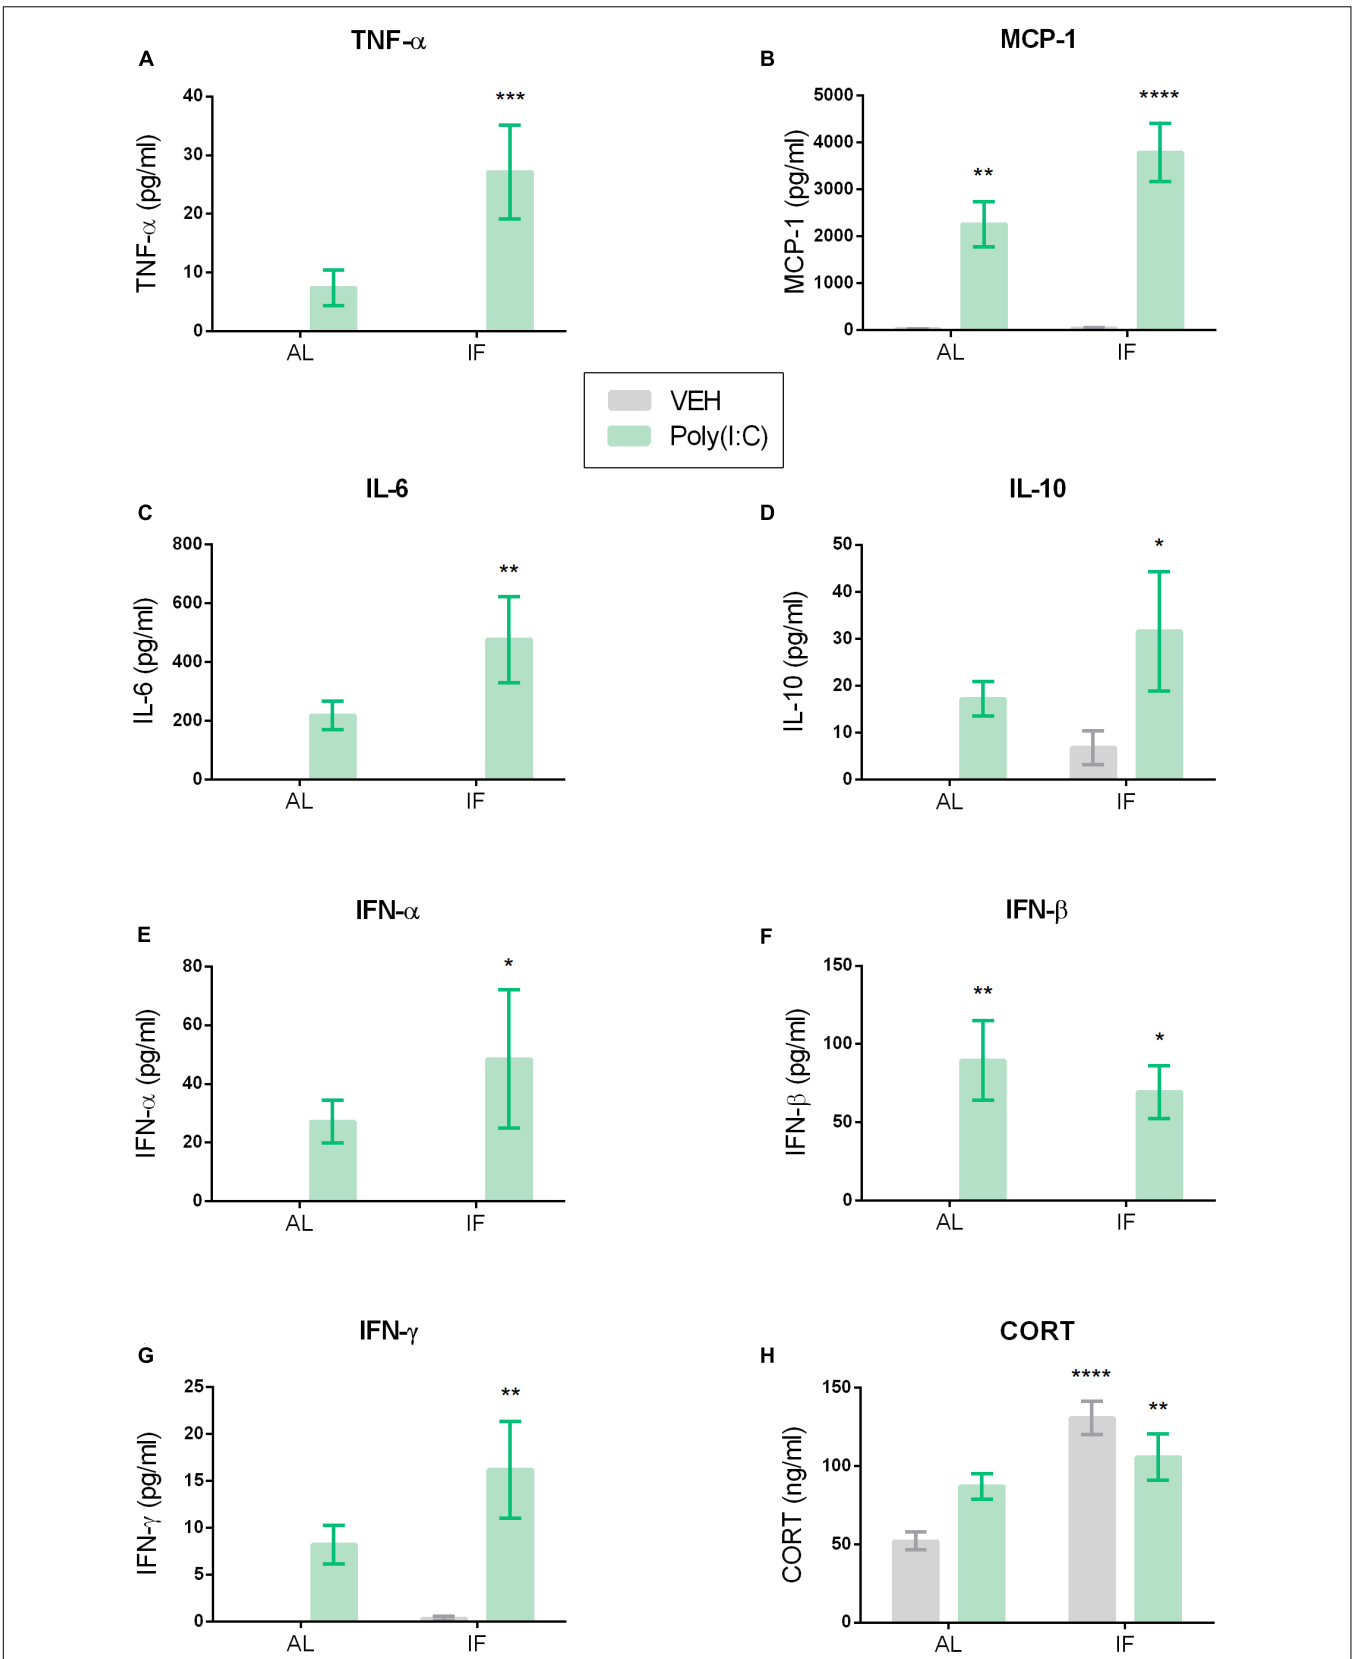 TNF-α
A
***
40
30
20
10
0
TNF-α (pg/ml)
AL
IF
MCP-1
B
****
**
5000
4000
3000
2000
1000
0
MCP-1 (pg/ml)
AL
IF
VEH
Poly(I:C)
IL-6
C
**
800
600
400
200
0
IL-6 (pg/ml)
AL
IF
IL-10
D
*
50
40
30
20
10
0
IL-10 (pg/ml)
AL
IF
IFN-α
E
*
80
60
40
20
0
IFN-α (pg/ml)
AL
IF
IFN-β
F
**
*
150
100
50
0
IFN-β (pg/ml)
AL
IF
IFN-γ
G
**
25
20
15
10
5
0
IFN-γ (pg/ml)
AL
IF
CORT
H
****
**
150
100
50
0
CORT (ng/ml)
AL
IF